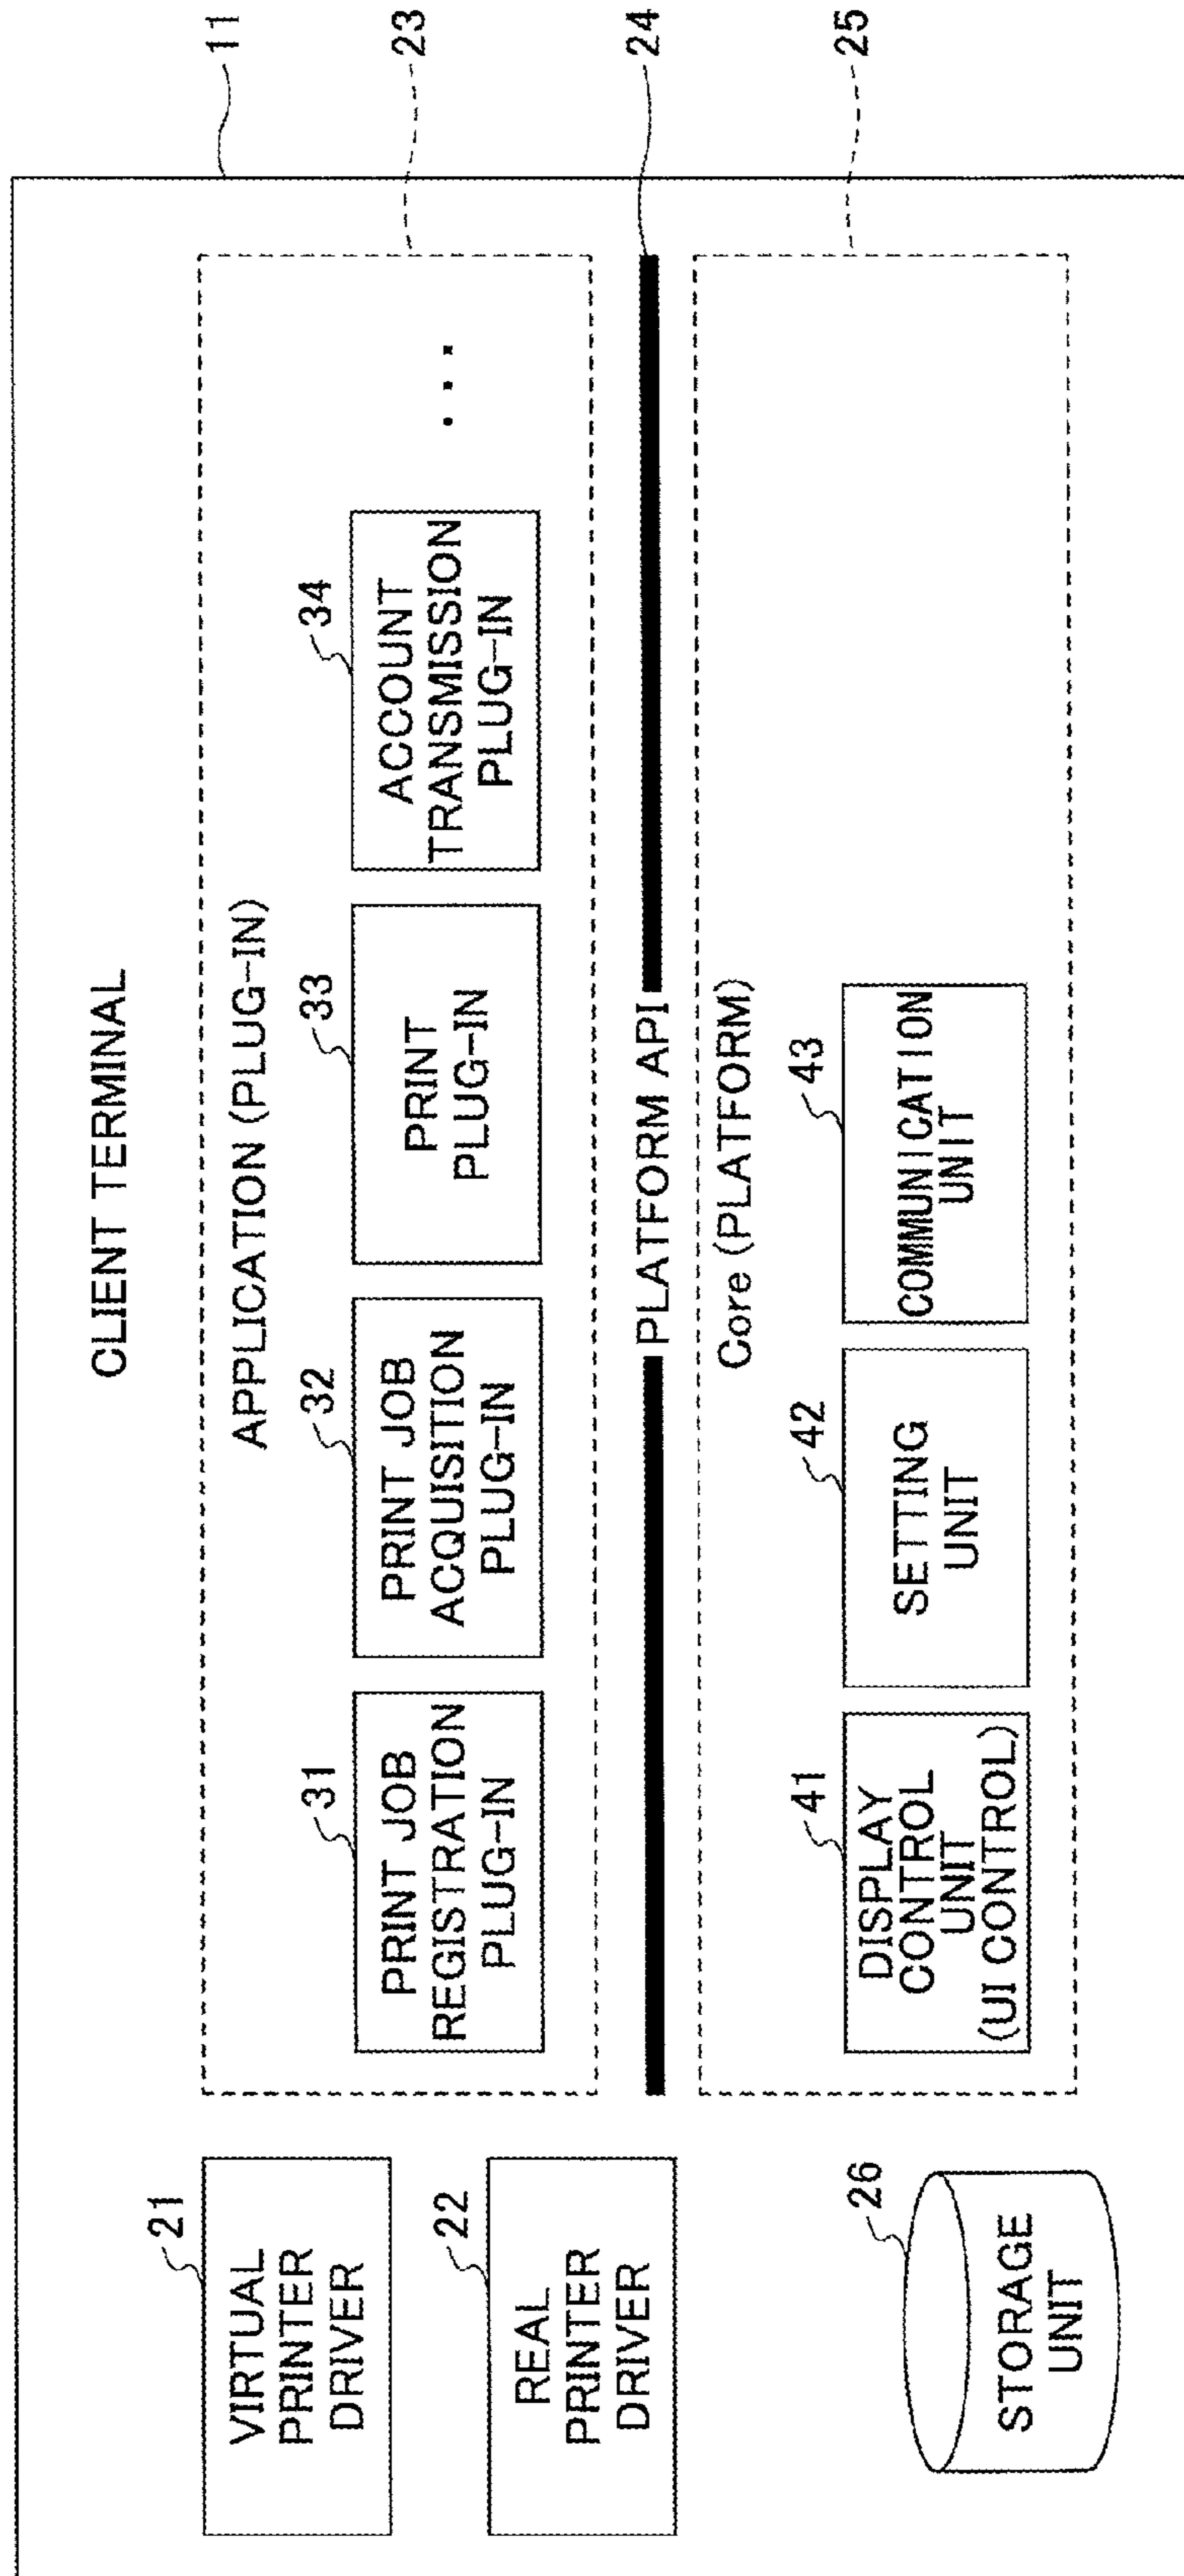 CLIENT TERMINAL
11
21
VIRTUAL
PRINTER
DRIVER
22
REAL
PRINTER
DRIVER
26
STORAGE
UNIT
APPLICATION (PLUG-IN)
23
31
PRINT JOB
REGISTRATION
PLUG-IN
32
PRINT JOB
ACQUISITION
PLUG-IN
33
PRINT
PLUG-IN
34
ACCOUNT
TRANSMISSION
PLUG-IN
...
PLATFORM API
24
Core (PLATFORM)
25
41
DISPLAY
CONTROL
UNIT
(UI CONTROL)
42
SETTING
UNIT
43
COMMUNICATION
UNIT